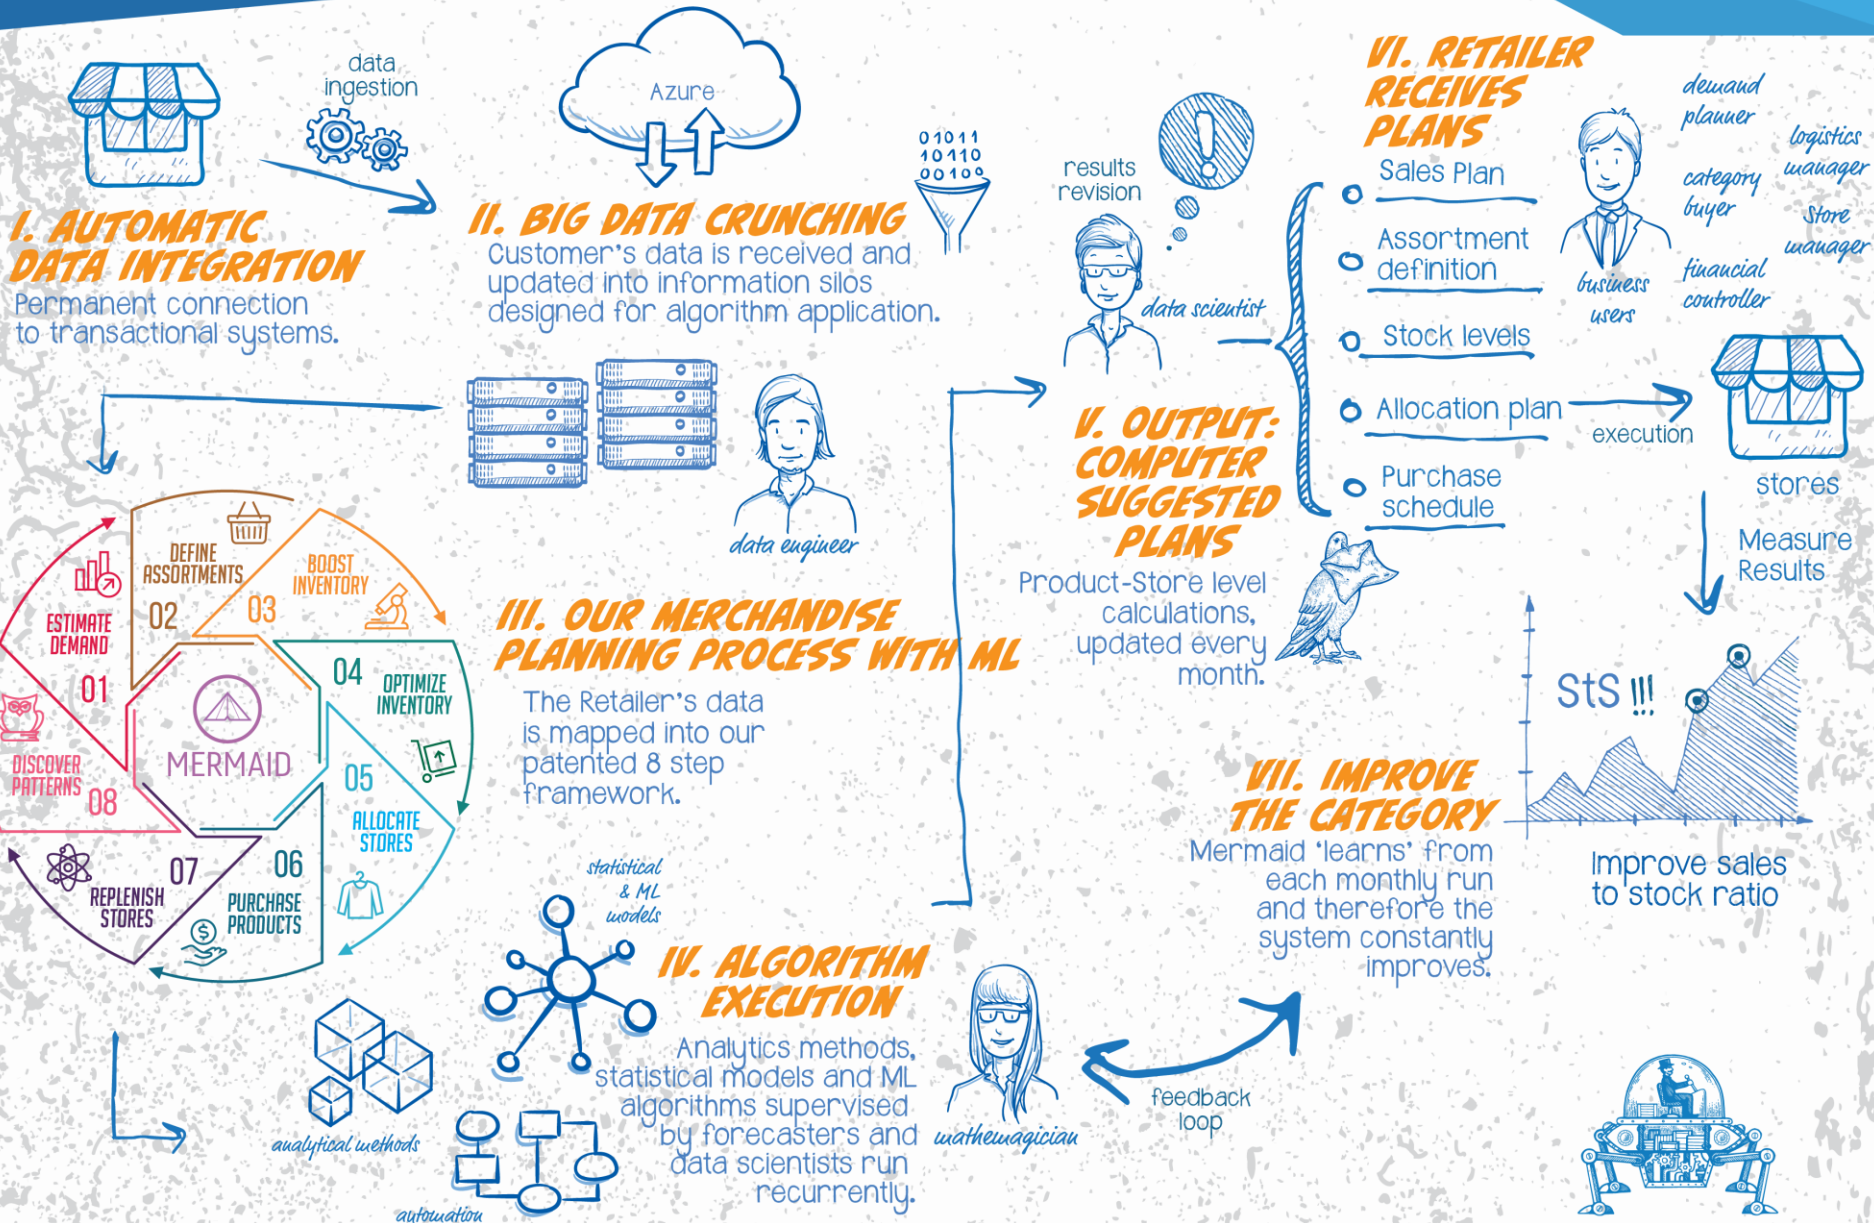 data
ingestion
I. AUTOMATIC
DATA INTEGRATION
Permanent connection
to transactional systems.
Azure
01011
10110
00100
II. BIG DATA CRUNCHING
Customer's data is received and
updated into information silos
designed for algorithm application.
data engineer
ESTIMATE
DEMAND
01
DEFINE
ASSORTMENTS
02
BOOST
INVENTORY
03
04
OPTIMIZE
INVENTORY
05
ALLOCATE
STORES
06
PURCHASE
PRODUCTS
07
REPLENISH
STORES
DISCOVER
PATTERNS
08
MERMAID
III. OUR MERCHANDISE
PLANNING PROCESS WITH ML
The Retailer's data
is mapped into our
patented 8 step
framework.
statistical
& ML
models
analytical methods
automation
IV. ALGORITHM
EXECUTION
Analytics methods,
statistical models and ML
algorithms supervised
by forecasters and
data scientists run
recurrently.
mathemagician
feedback
loop
results
revision
data scientist
V. OUTPUT:
COMPUTER
SUGGESTED
PLANS
Product-Store level
calculations,
updated every
month.
VI. RETAILER
RECEIVES
PLANS
Sales Plan
Assortment
definition
Stock levels
Allocation plan
Purchase
schedule
business
users
demand
planner
category
buyer
financial
controller
logistics
manager
store
manager
execution
stores
Measure
Results
StS !!!
Improve sales
to stock ratio
VII. IMPROVE
THE CATEGORY
Mermaid 'learns' from
each monthly run
and therefore the
system constantly
improves.